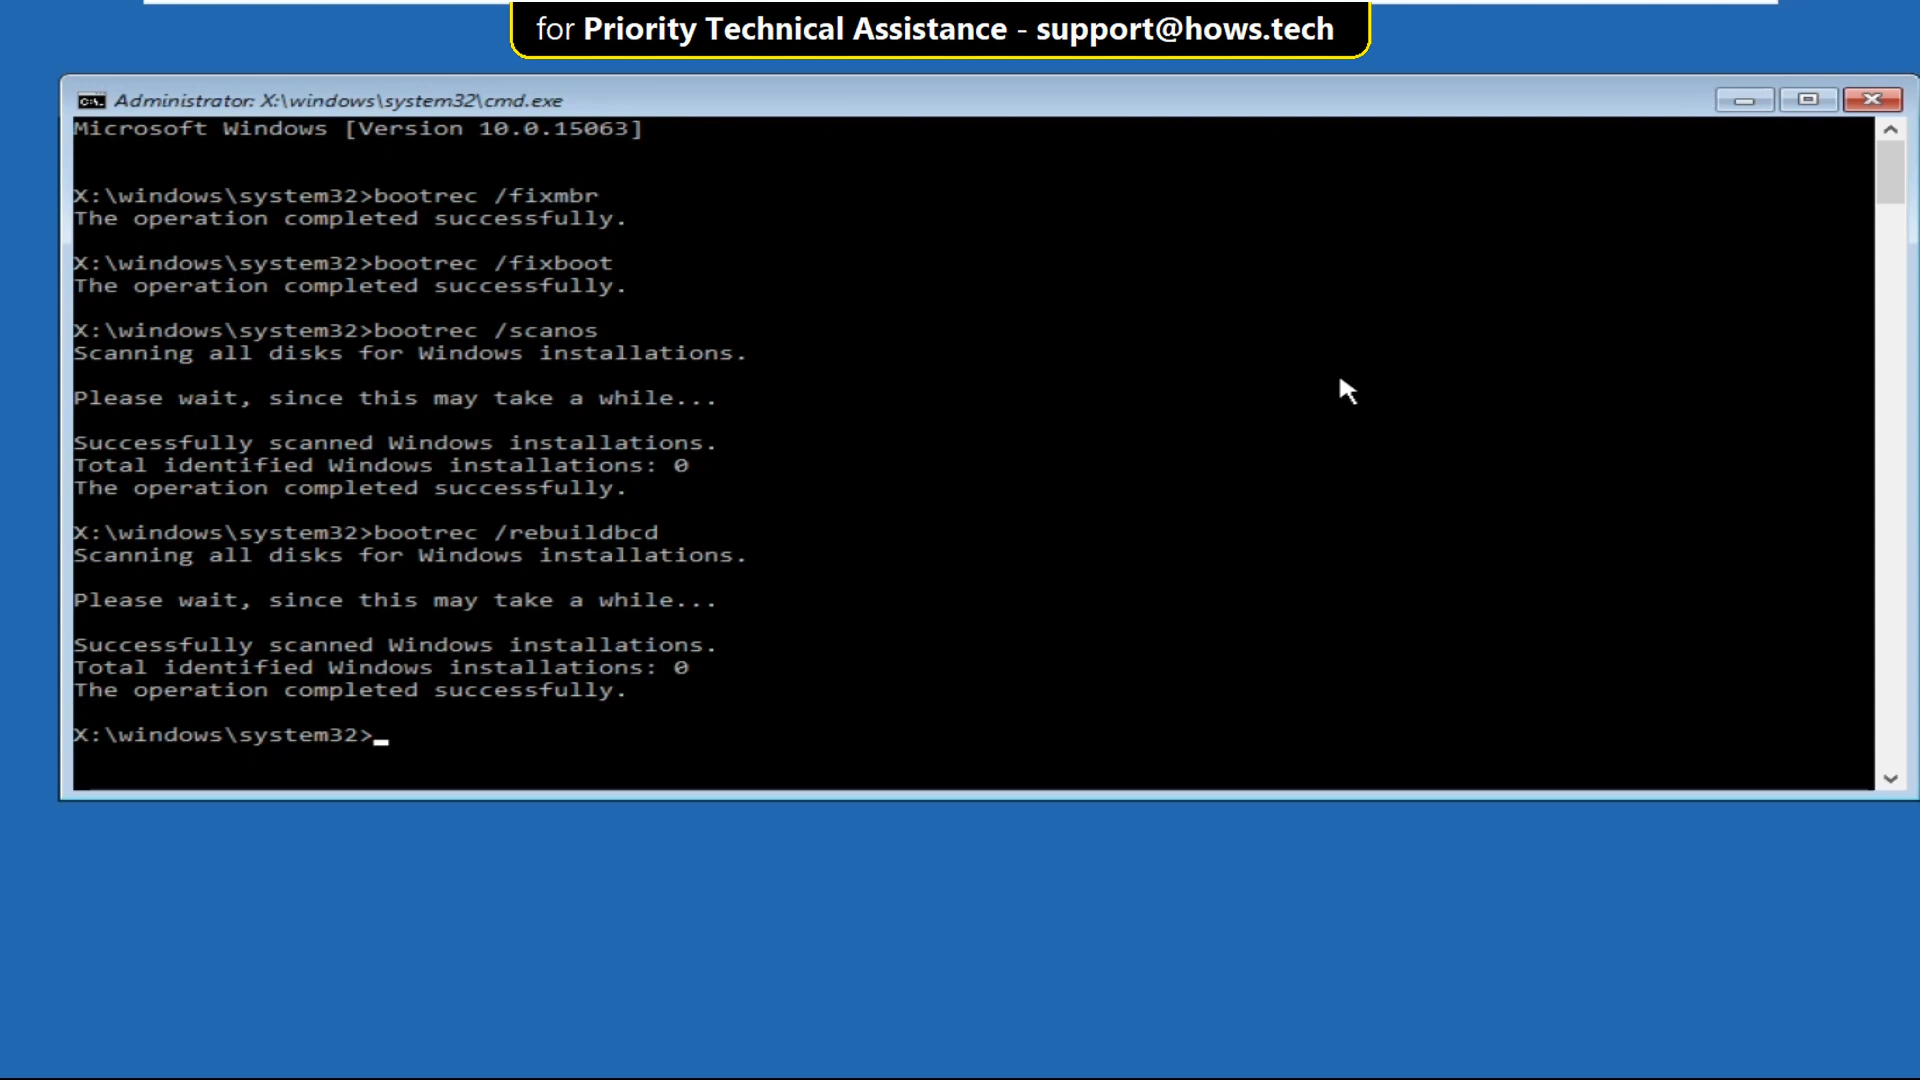 for Priority Technical Assistance - support@hows.tech
Administrator: X:\windows\system32\cmd.exe
Microsoft Windows [Version 10.0.15063]
X:\windows\system32>bootrec /fixmbr
The operation completed successfully.
X:\windows\system32>bootrec /fixboot
The operation completed successfully.
X:\windows\system32>bootrec /scanos
Scanning all disks for Windows installations.
Please wait, since this may take a while...
Successfully scanned Windows installations.
Total identified Windows installations: 0
The operation completed successfully.
X:\windows\system32>bootrec /rebuildbcd
Scanning all disks for Windows installations.
Please wait, since this may take a while...
Successfully scanned Windows installations.
Total identified Windows installations: 0
The operation completed successfully.
X:\windows\system32>